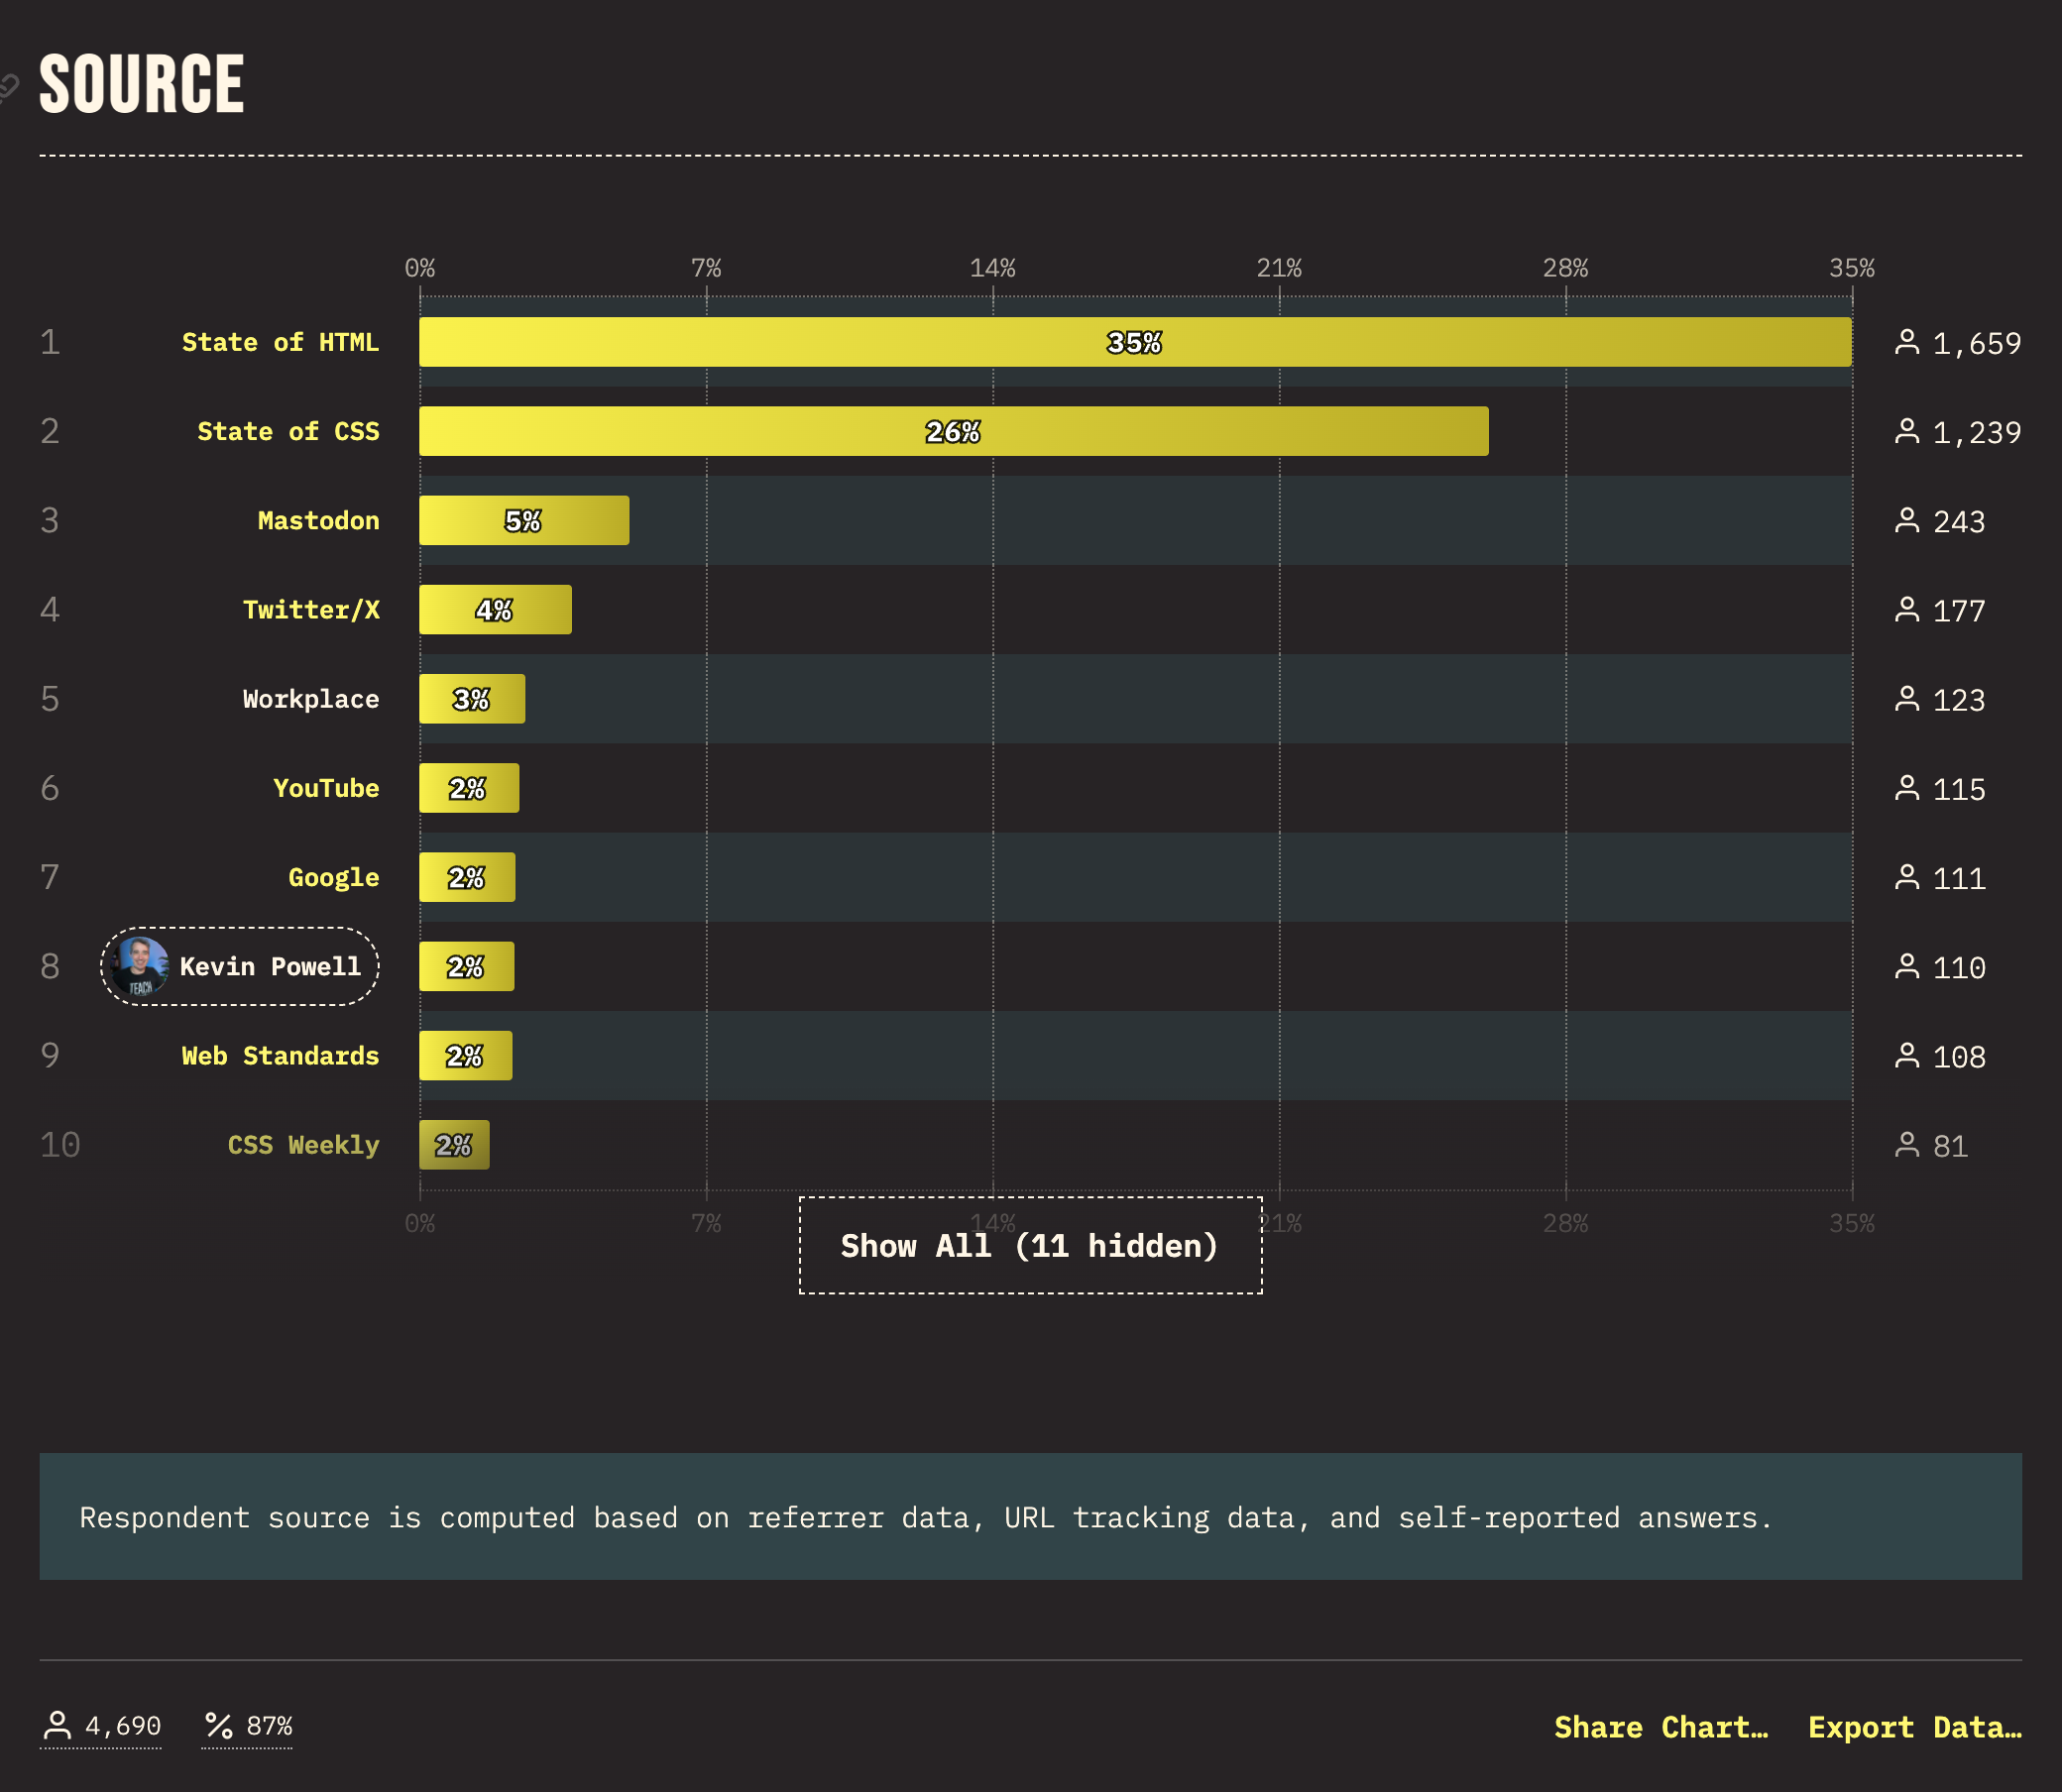 SOURCE
0% 7% 14% 21% 28% 35%
1 State of HTML 35% 1,659
2 State of CSS 26% 1,239
3 Mastodon 5% 243
4 Twitter/X 4% 177
5 Workplace 3% 123
6 YouTube 2% 115
7 Google 2% 111
8 Kevin Powell 2% 110
TEACH
9 Web Standards 2% 108
10 CSS Weekly 2% 81
0% 7% 14% 21% 28% 35%
Show All (11 hidden)
Respondent source is computed based on referrer data, URL tracking data, and self-reported answers.
4,690 87% Share Chart… Export Data…